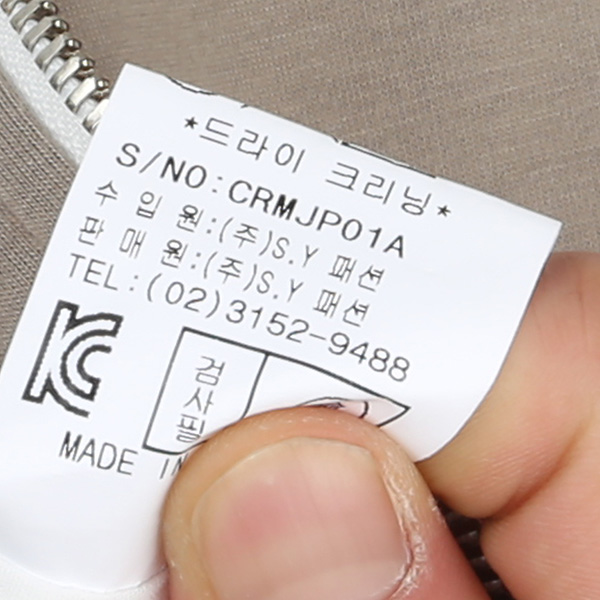 *드라이 크리닝*
S/NO:CRMJP01A
수 입 원:(주)S.Y 패션
판 매 원:(주)S.Y 패션
TEL:(02)3152-9488
KC
검
사
필
MADE IN